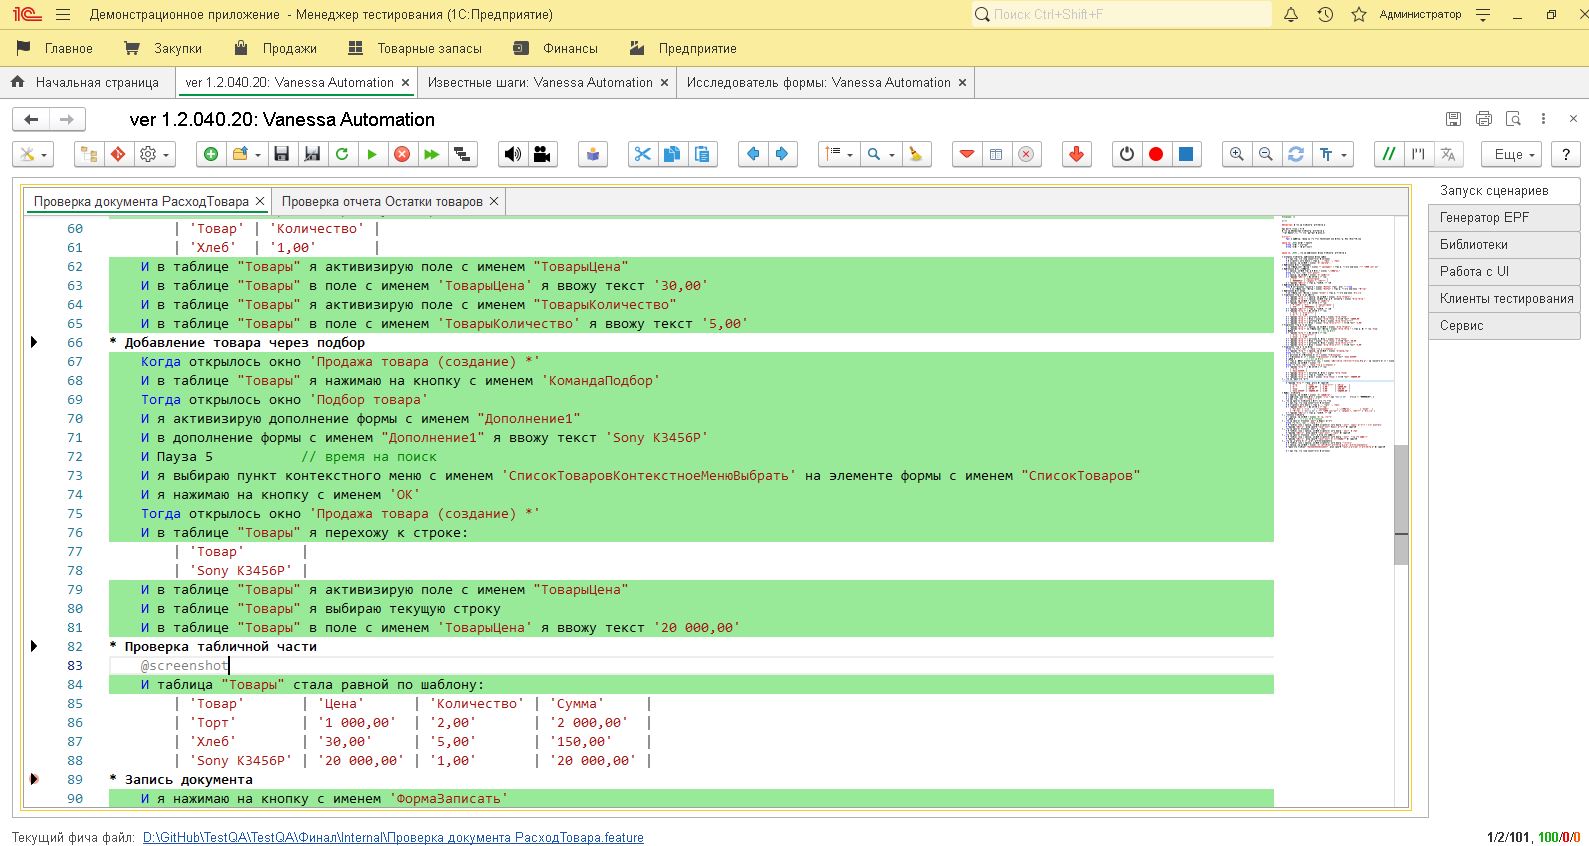 Демонстрационное приложение - Менеджер тестирования (1С:Предприятие)
Поиск Ctrl+Shift+F
Администратор
Главное
Закупки
Продажи
Товарные запасы
Финансы
Предприятие
Начальная страница
ver 1.2.040.20: Vanessa Automation ×
Известные шаги: Vanessa Automation ×
Исследователь формы: Vanessa Automation ×
ver 1.2.040.20: Vanessa Automation
Еще
?
Проверка документа РасходТовара ×
Проверка отчета Остатки товаров ×
60 | 'Товар' | 'Количество' |
61 | 'Хлеб' | '1,00' |
62 И в таблице "Товары" я активизирую поле с именем "ТоварыЦена"
63 И в таблице "Товары" в поле с именем 'ТоварыЦена' я ввожу текст '30,00'
64 И в таблице "Товары" я активизирую поле с именем "ТоварыКоличество"
65 И в таблице "Товары" в поле с именем 'ТоварыКоличество' я ввожу текст '5,00'
66 * Добавление товара через подбор
67 Когда открылось окно 'Продажа товара (создание) *'
68 И в таблице "Товары" я нажимаю на кнопку с именем 'КомандаПодбор'
69 Тогда открылось окно 'Подбор товара'
70 И я активизирую дополнение формы с именем "Дополнение1"
71 И в дополнение формы с именем "Дополнение1" я ввожу текст 'Sony К3456P'
72 И Пауза 5 // время на поиск
73 И я выбираю пункт контекстного меню с именем 'СписокТоваровКонтекстноеМенюВыбрать' на элементе формы с именем "СписокТоваров"
74 И я нажимаю на кнопку с именем 'ОК'
75 Тогда открылось окно 'Продажа товара (создание) *'
76 И в таблице "Товары" я перехожу к строке:
77 | 'Товар' |
78 | 'Sony К3456P' |
79 И в таблице "Товары" я активизирую поле с именем "ТоварыЦена"
80 И в таблице "Товары" я выбираю текущую строку
81 И в таблице "Товары" в поле с именем 'ТоварыЦена' я ввожу текст '20 000,00'
82 * Проверка табличной части
83 @screenshot
84 И таблица "Товары" стала равной по шаблону:
85 | 'Товар' | 'Цена' | 'Количество' | 'Сумма' |
86 | 'Торт' | '1 000,00' | '2,00' | '2 000,00' |
87 | 'Хлеб' | '30,00' | '5,00' | '150,00' |
88 | 'Sony К3456P' | '20 000,00' | '1,00' | '20 000,00' |
89 * Запись документа
90 И я нажимаю на кнопку с именем 'ФормаЗаписать'
Запуск сценариев
Генератор EPF
Библиотеки
Работа с UI
Клиенты тестирования
Сервис
Текущий фича файл: D:\GitHub\TestQA\TestQA\Финал\Internal\Проверка документа РасходТовара.feature
1/2/101, 100/0/0